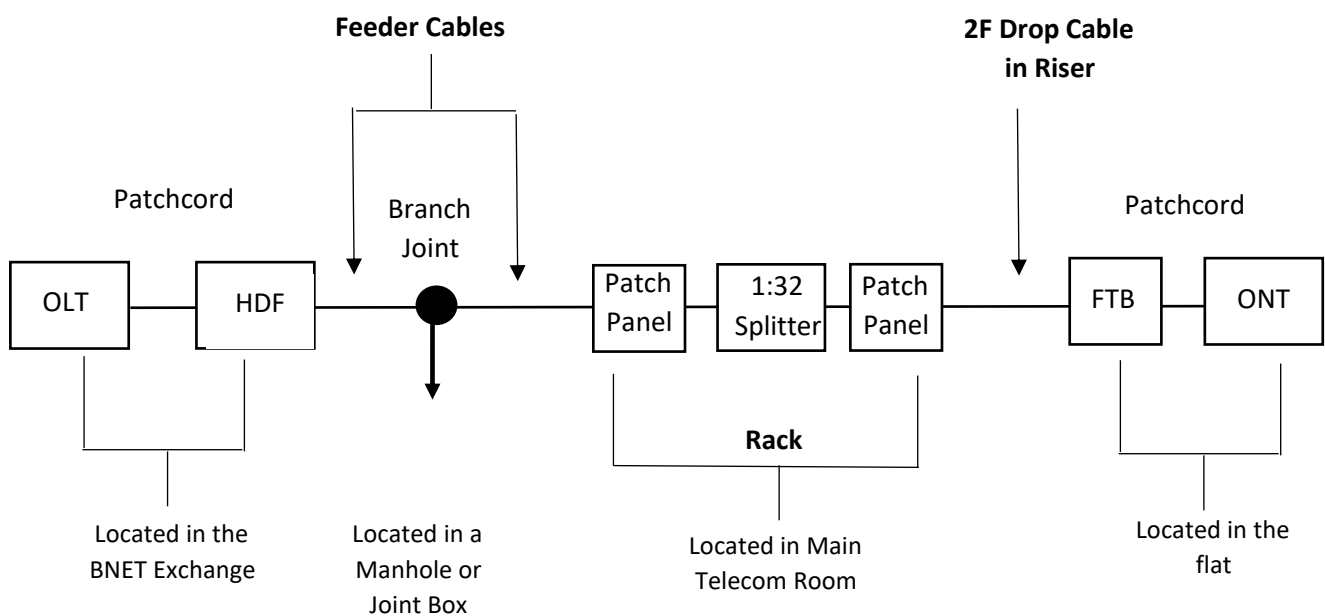 Feeder Cables
2F Drop Cable
in Riser
Patchcord
Branch
Joint
Patchcord
OLT
HDF
Patch
Panel
1:32
Splitter
Patch
Panel
FTB
ONT
Rack
Located in the
BNET Exchange
Located in a
Manhole or
Joint Box
Located in Main
Telecom Room
Located in the
flat